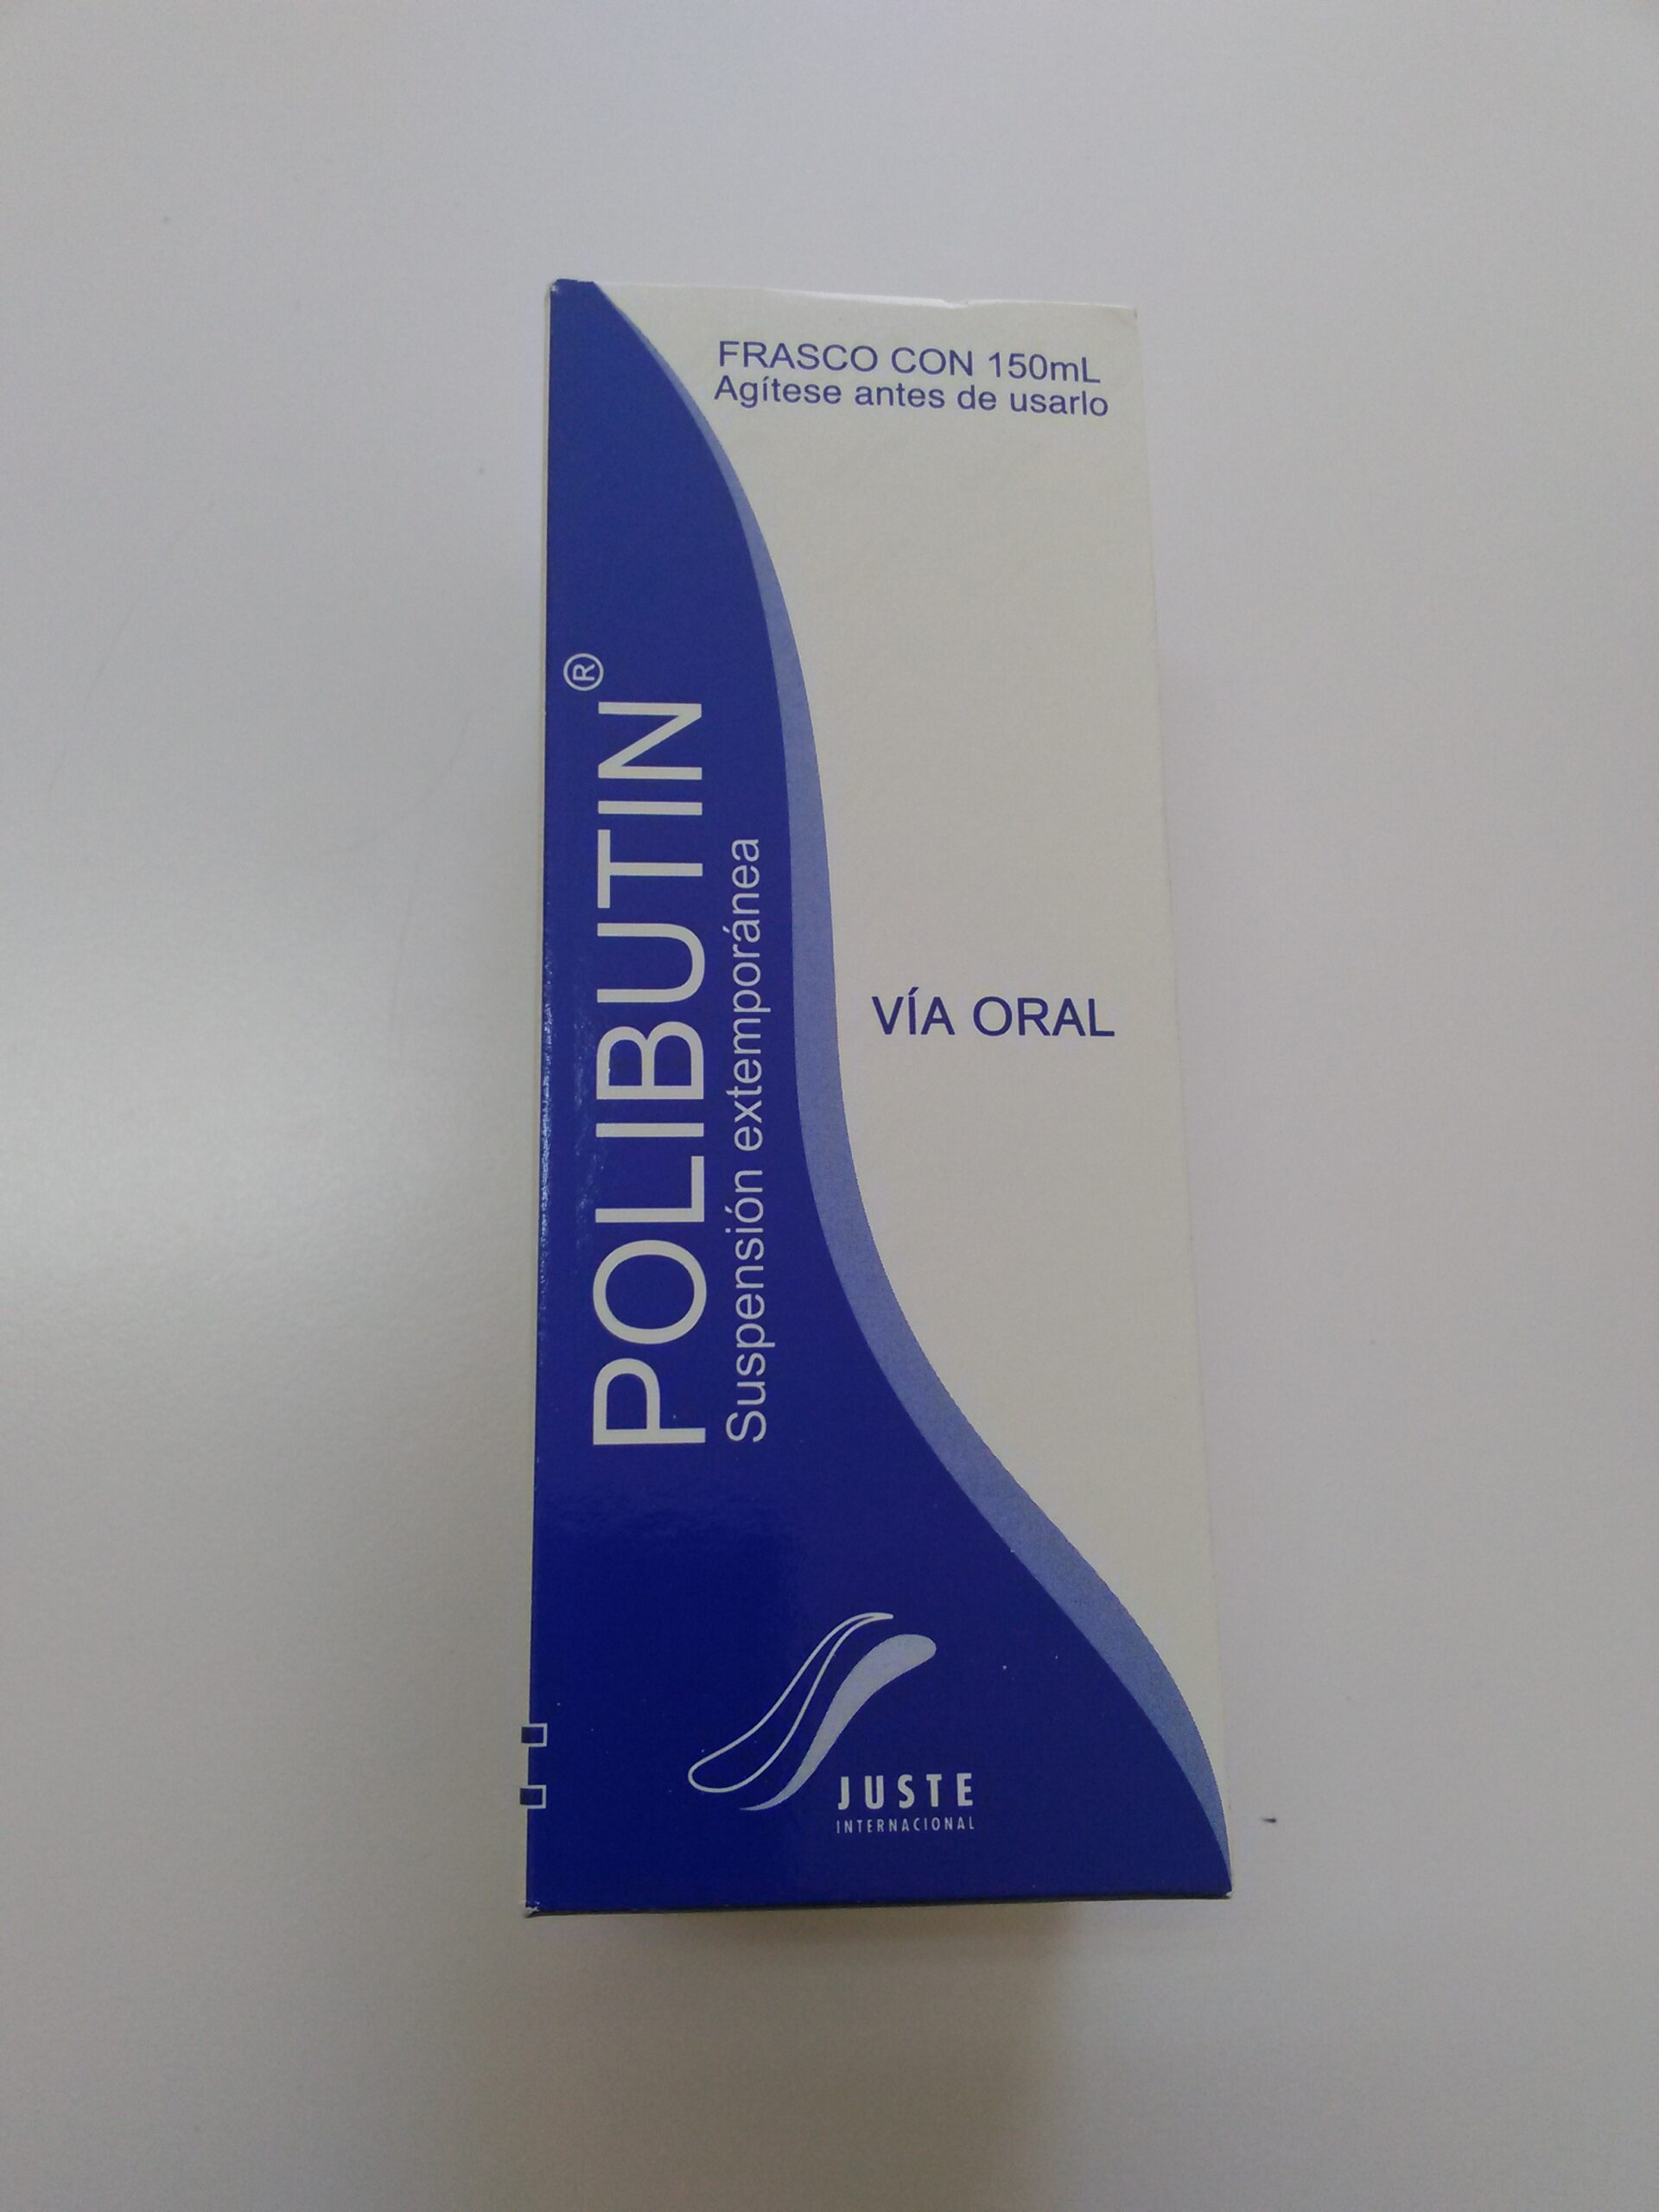 FRASCO CON 150mL
Agítese antes de usarlo
POLIBUTIN®
Suspensión extemporánea
VÍA ORAL
JUSTE
INTERNACIONAL